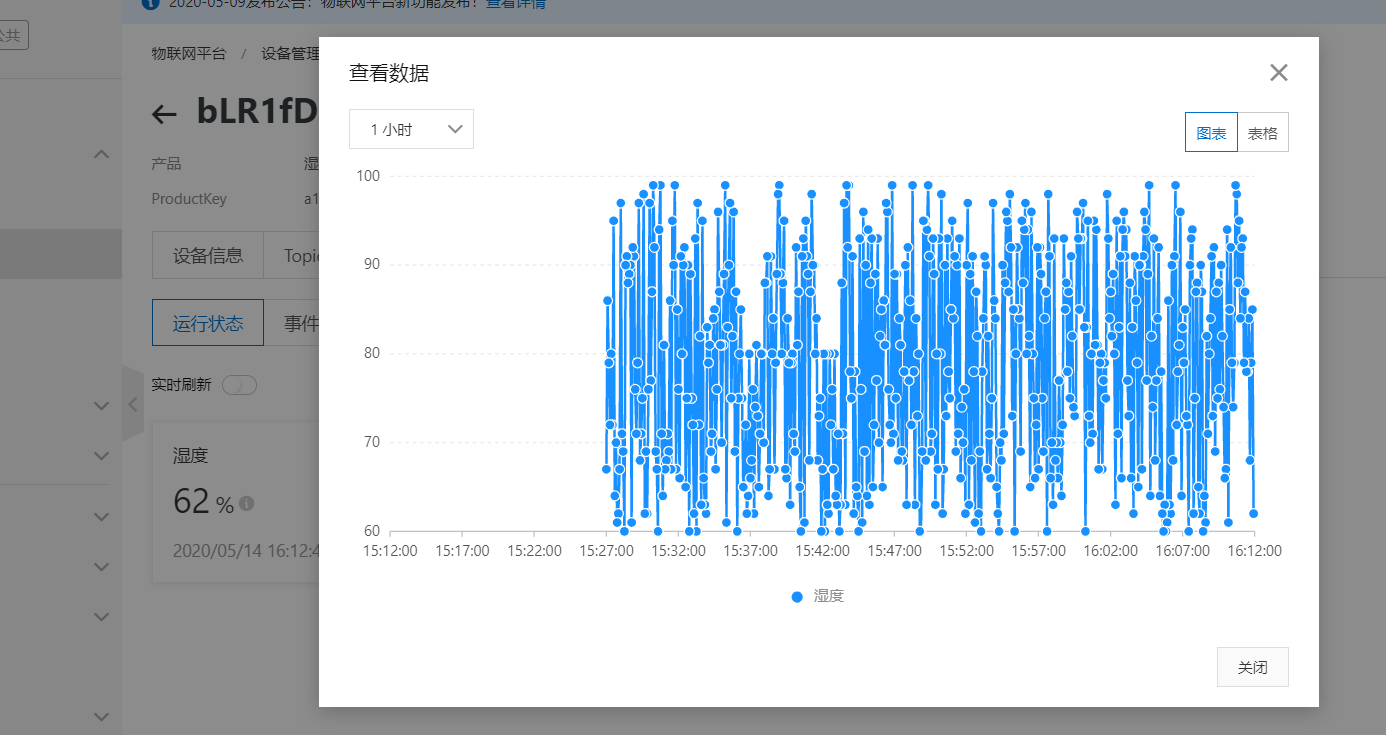 2020-05-09发布公告：物联网平台新功能发布！查看详情
公共
物联网平台 / 设备管理
查看数据
bLR1fD
1 小时
图表 表格
产品 湿
ProductKey a1
设备信息 Topic
运行状态 事件
实时刷新
湿度
62 %
2020/05/14 16:12:4
100
90
80
70
60
15:12:00 15:17:00 15:22:00 15:27:00 15:32:00 15:37:00 15:42:00 15:47:00 15:52:00 15:57:00 16:02:00 16:07:00 16:12:00
湿度
关闭